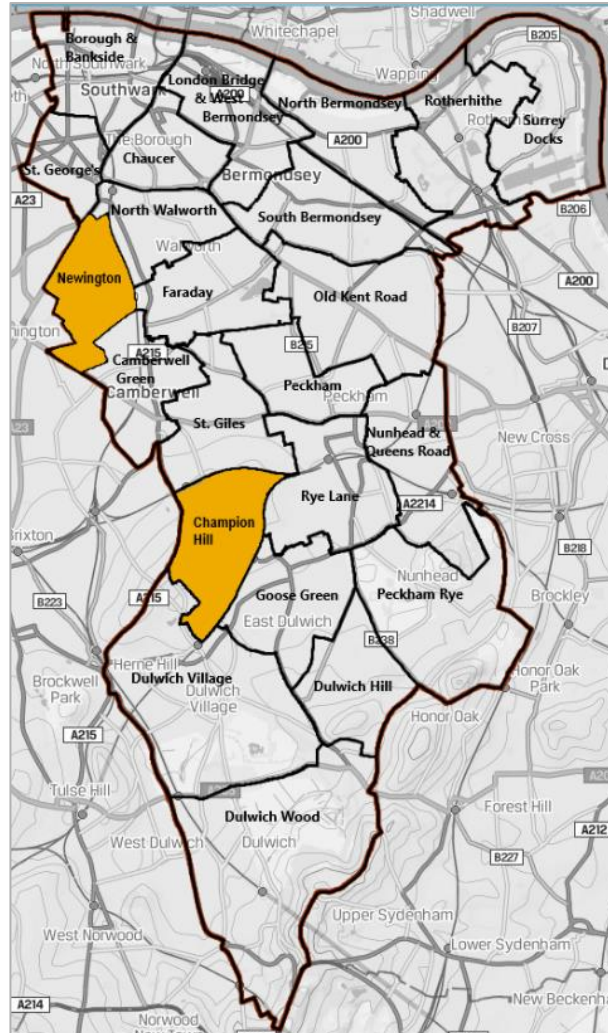 Shadwell
Borough &
Bankside
Whitechapel
B205
North Southwark
Southwark
London Bridge
& West
Bermondsey
A200
Wapping
North Bermondsey
Rotherhithe
Surrey
Docks
A200
The Borough
Chaucer
St. George's
Bermondsey
A23
North Walworth
South Bermondsey
B206
Walworth
Newington
Faraday
Old Kent Road
A200
B207
Camberwell
Green
A215
Camberwell
B215
Peckham
Peckham
St. Giles
Nunhead &
Queens Road
New Cross
A23
Rye Lane
A2214
Champion
Hill
Brixton
B218
Nunhead
A215
Goose Green
Peckham Rye
B223
East Dulwich
Brockley
B238
Herne Hill
Honor Oak
Park
Brockwell
Park
Dulwich Village
Dulwich
Village
Dulwich Hill
Honor Oak
A215
Tulse Hill
Forest Hill
Dulwich Wood
A212
West Dulwich
Dulwich
B227
Upper Sydenham
West Norwood
Lower Sydenham
New Beckenham
A214
Norwood